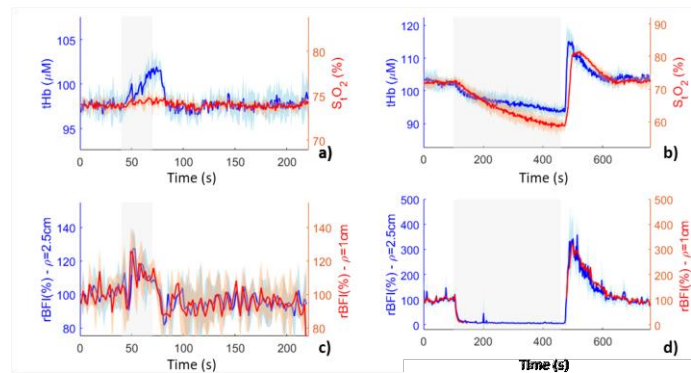 105
100
95
tHb (μM)
80
75
70
StO2 (%)
0 50 100 150 200
Time (s)
a)
120
110
100
90
tHb (μM)
90
80
70
60
StO2 (%)
0 200 400 600
Time (s)
b)
140
120
100
80
rBFI(%) - ρ=2.5cm
140
120
100
80
rBFI(%) - ρ=1cm
0 50 100 150 200
Time (s)
c)
500
400
300
200
100
0
rBFI(%) - ρ=2.5cm
500
400
300
200
100
0
rBFI(%) - ρ=1cm
0 200 400 600
Time (s)
d)